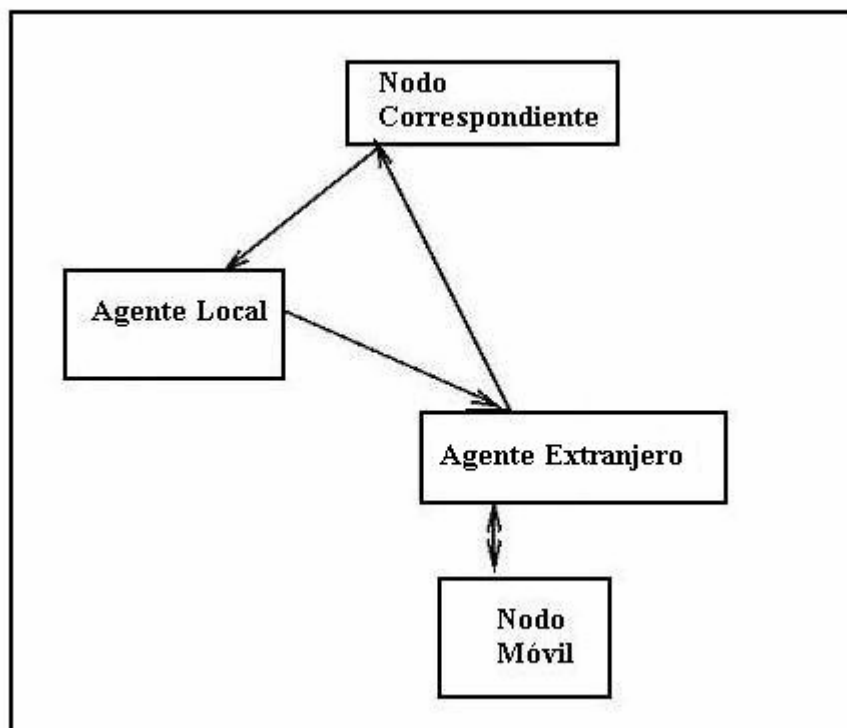 Nodo
Correspondiente
Agente Local
Agente Extranjero
Nodo
Móvil